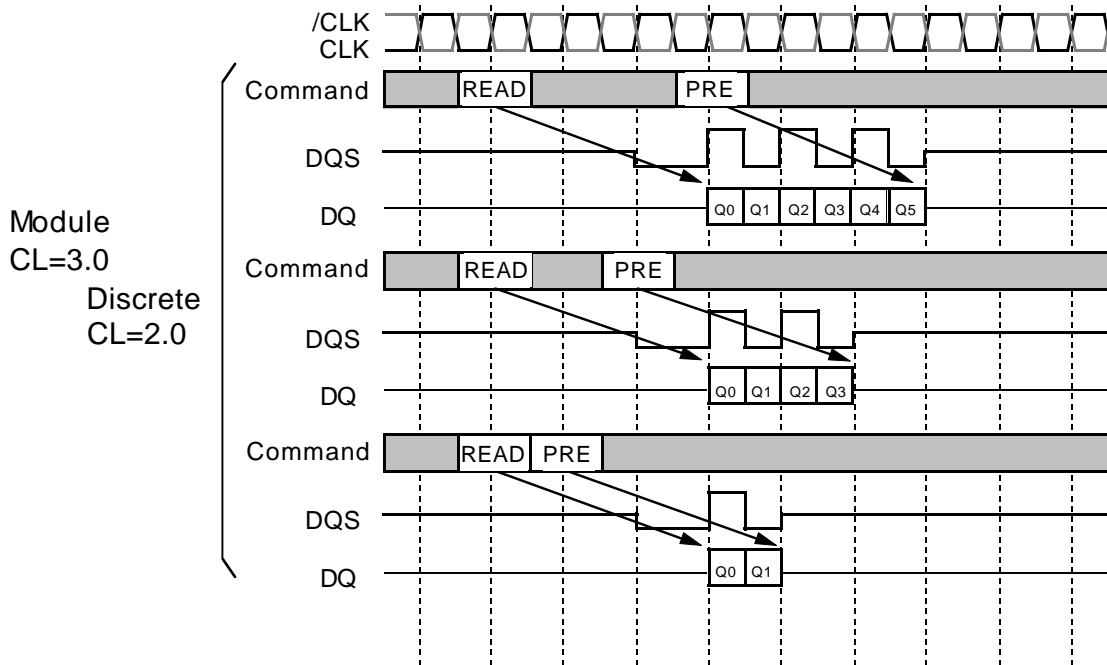 /CLK
CLK
Command READ PRE
DQS
DQ Q0 Q1 Q2 Q3 Q4 Q5
Module
CL=3.0
Command READ PRE
Discrete
CL=2.0
DQS
DQ Q0 Q1 Q2 Q3
Command READ PRE
DQS
DQ Q0 Q1